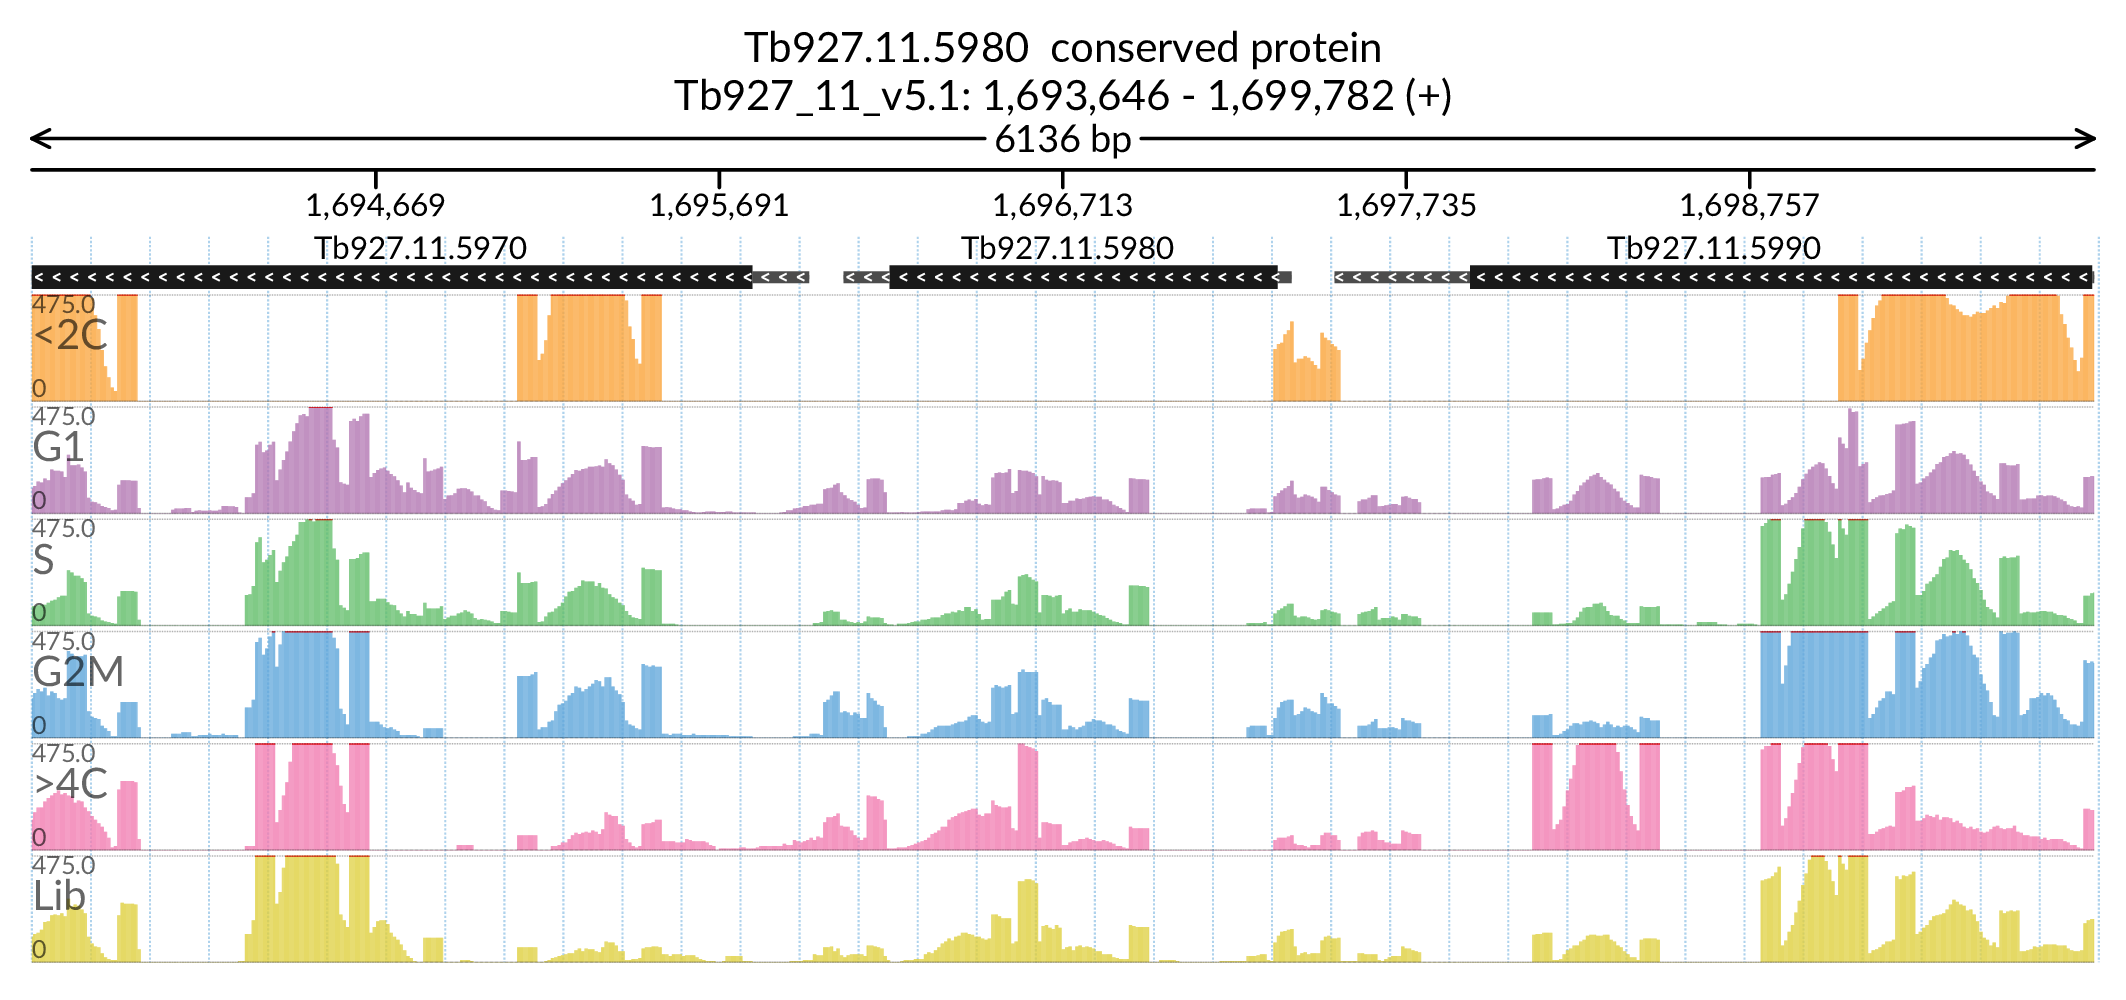 Tb927.11.5980  conserved protein
Tb927_11_v5.1: 1,693,646 - 1,699,782 (+)
6136 bp
1,694,669 1,695,691 1,696,713 1,697,735 1,698,757
Tb927.11.5970 Tb927.11.5980 Tb927.11.5990
475.0
<2C
0
475.0
G1
0
475.0
S
0
475.0
G2M
0
475.0
>4C
0
475.0
Lib
0